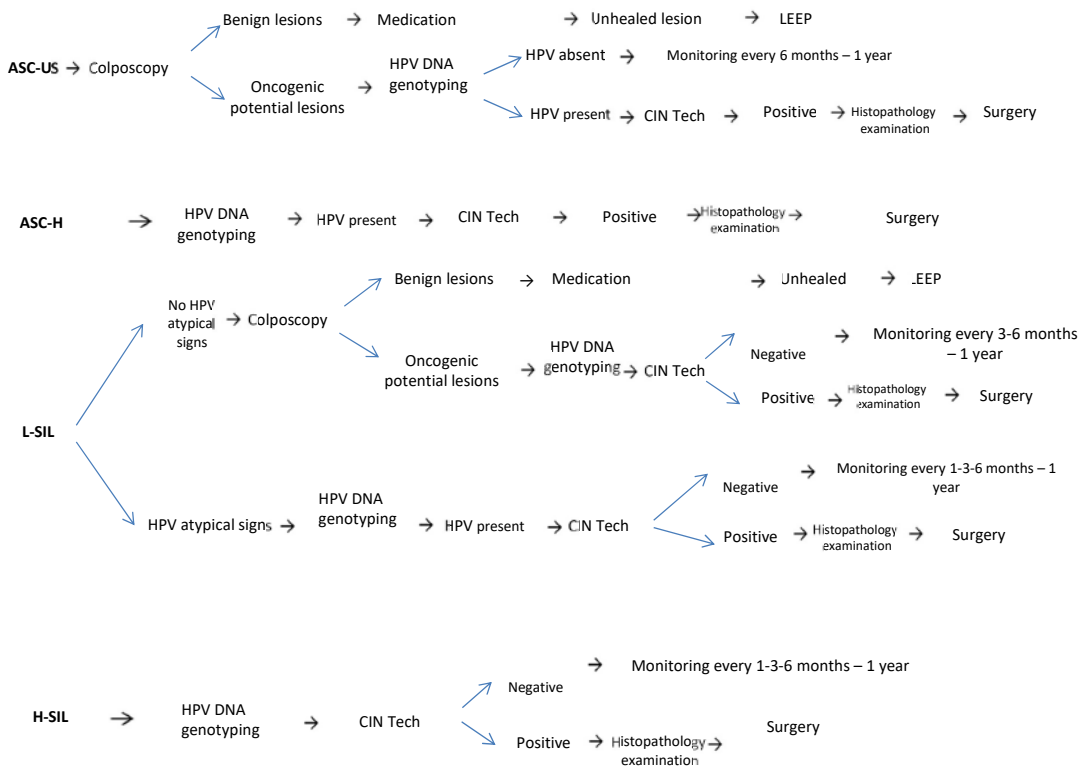 Benign lesions → Medication → Unhealed lesion → LEEP
ASC-US → Colposcopy
HPV absent → Monitoring every 6 months – 1 year
Oncogenic
potential lesions
→ HPV DNA
genotyping
HPV present → CIN Tech → Positive → Histopathology
examination
→ Surgery
ASC-H → HPV DNA
genotyping
→ HPV present → CIN Tech → Positive → Histopathology
examination
→ Surgery
L-SIL
No HPV
atypical
signs
→ Colposcopy
Benign lesions → Medication → Unhealed → LEEP
Oncogenic
potential lesions
→ HPV DNA
genotyping
→ CIN Tech
Negative
→ Monitoring every 3-6 months
– 1 year
Positive → Histopathology
examination
→ Surgery
HPV atypical signs → HPV DNA
genotyping
→ HPV present → CIN Tech
Negative
→ Monitoring every 1-3-6 months – 1
year
Positive → Histopathology
examination
→ Surgery
H-SIL → HPV DNA
genotyping
→ CIN Tech
Negative
→ Monitoring every 1-3-6 months – 1 year
Positive → Histopathology
examination
→ Surgery